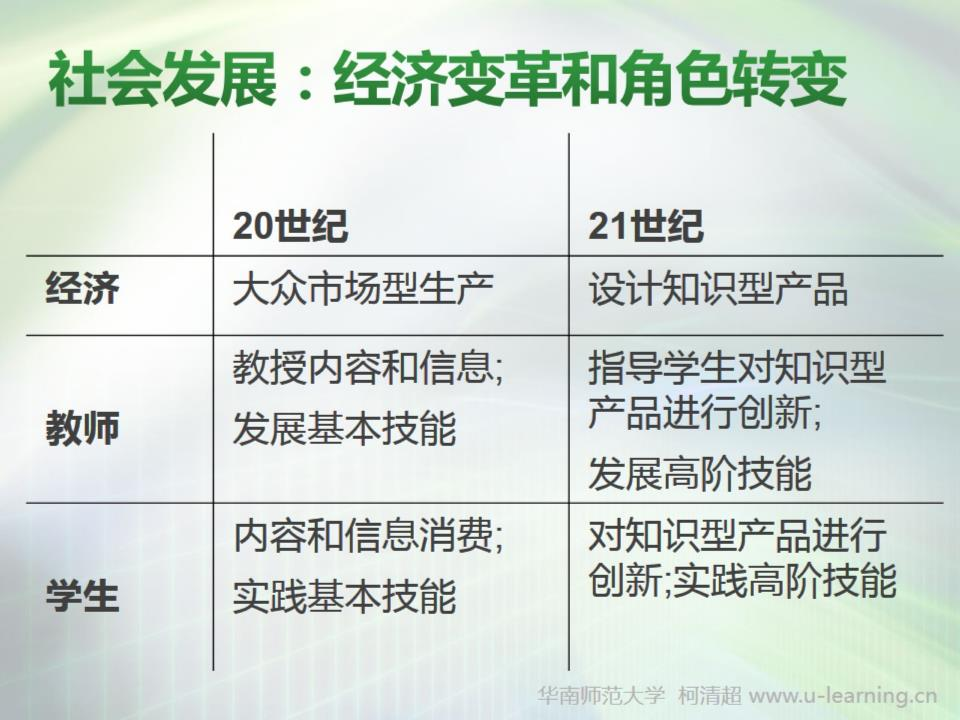 社会发展：经济变革和角色转变
20世纪
21世纪
经济
大众市场型生产
设计知识型产品
教师
教授内容和信息;
发展基本技能
指导学生对知识型
产品进行创新;
发展高阶技能
学生
内容和信息消费;
实践基本技能
对知识型产品进行
创新;实践高阶技能
华南师范大学 柯清超 www.u-learning.cn